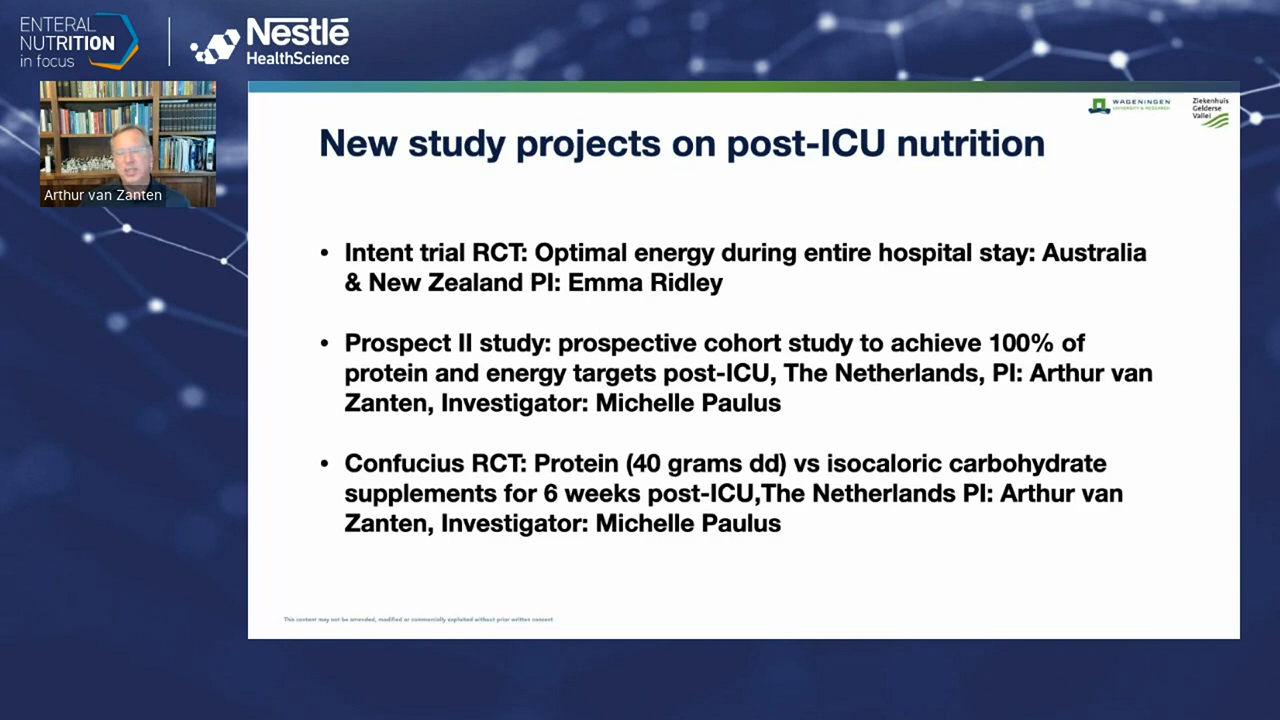 ENTERAL
NUTRITION
in focus
Nestlé
HealthScience
Arthur van Zanten
WAGENINGEN
UNIVERSITY & RESEARCH
Ziekenhuis
Gelderse
Vallei
New study projects on post-ICU nutrition
• Intent trial RCT: Optimal energy during entire hospital stay: Australia
& New Zealand PI: Emma Ridley
• Prospect II study: prospective cohort study to achieve 100% of
protein and energy targets post-ICU, The Netherlands, PI: Arthur van
Zanten, Investigator: Michelle Paulus
• Confucius RCT: Protein (40 grams dd) vs isocaloric carbohydrate
supplements for 6 weeks post-ICU,The Netherlands PI: Arthur van
Zanten, Investigator: Michelle Paulus
This content may not be amended, modified or commercially exploited without prior written consent